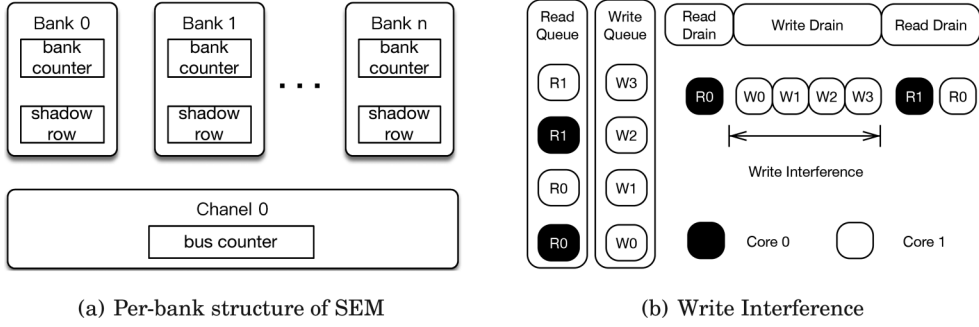 Bank 0
bank
counter
shadow
row
Bank 1
bank
counter
shadow
row
. . .
Bank n
bank
counter
shadow
row
Chanel 0
bus counter
(a) Per-bank structure of SEM
Read
Queue
R1
R1
R0
R0
Write
Queue
W3
W2
W1
W0
Read
Drain
Write Drain
Read Drain
R0 W0 W1 W2 W3 R1 R0
Write Interference
Core 0
Core 1
(b) Write Interference